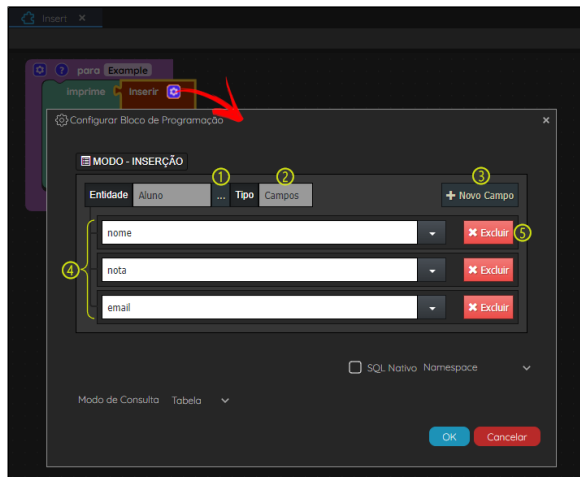 Insert ×
? para Example
imprime Inserir
Configurar Bloco de Programação ×
MODO - INSERÇÃO
1 2 3
Entidade Aluno ... Tipo Campos + Novo Campo
nome Excluir 5
4 nota Excluir
email Excluir
SQL Nativo Namespace
Modo de Consulta Tabela
OK Cancelar